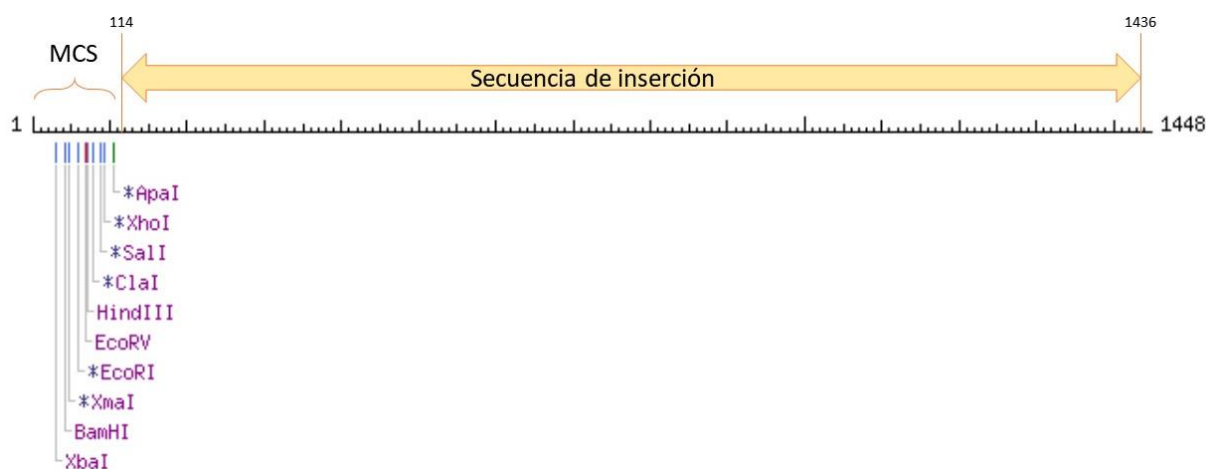 114 1436
MCS
Secuencia de inserción
1 1448
*ApaI
*XhoI
*SalI
*ClaI
HindIII
EcoRV
*EcoRI
*XmaI
BamHI
XbaI